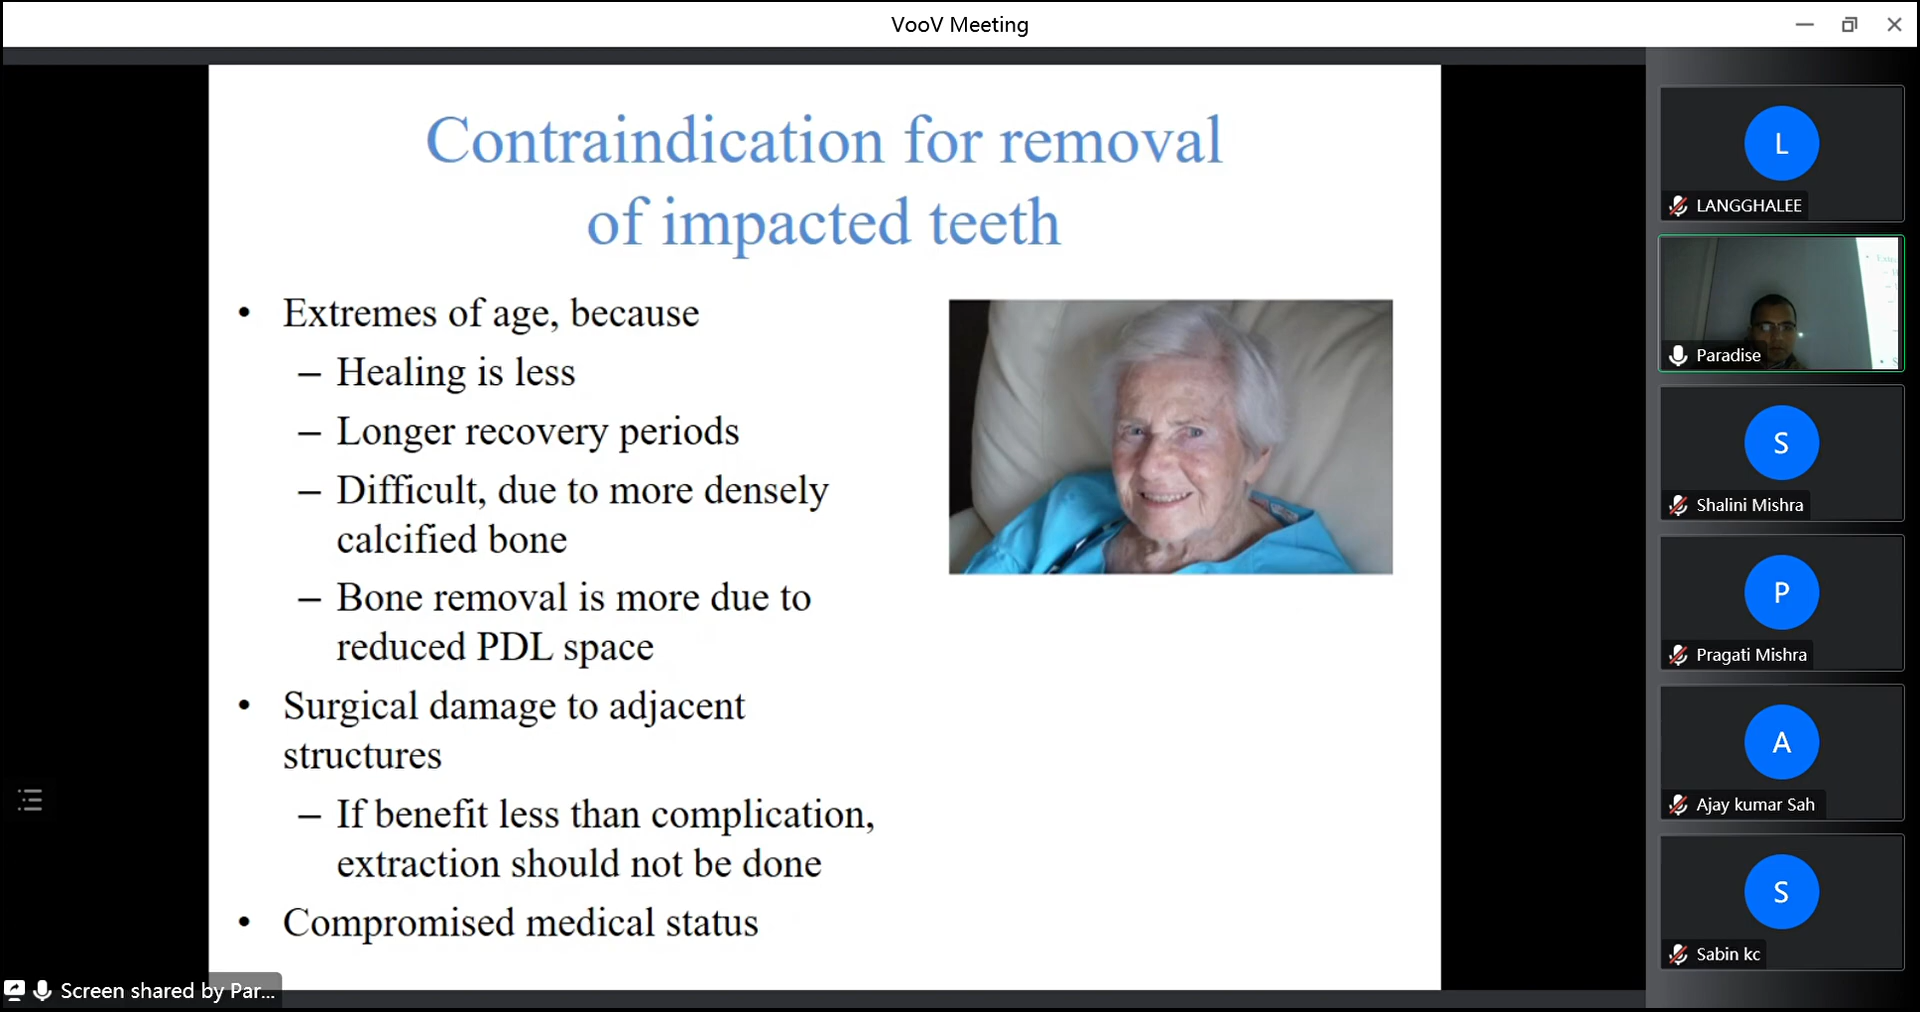 VooV Meeting
Contraindication for removal
of impacted teeth
• Extremes of age, because
– Healing is less
– Longer recovery periods
– Difficult, due to more densely
calcified bone
– Bone removal is more due to
reduced PDL space
• Surgical damage to adjacent
structures
– If benefit less than complication,
extraction should not be done
• Compromised medical status
Screen shared by Par...
L
LANGGHALEE
Paradise
S
Shalini Mishra
P
Pragati Mishra
A
Ajay kumar Sah
S
Sabin kc